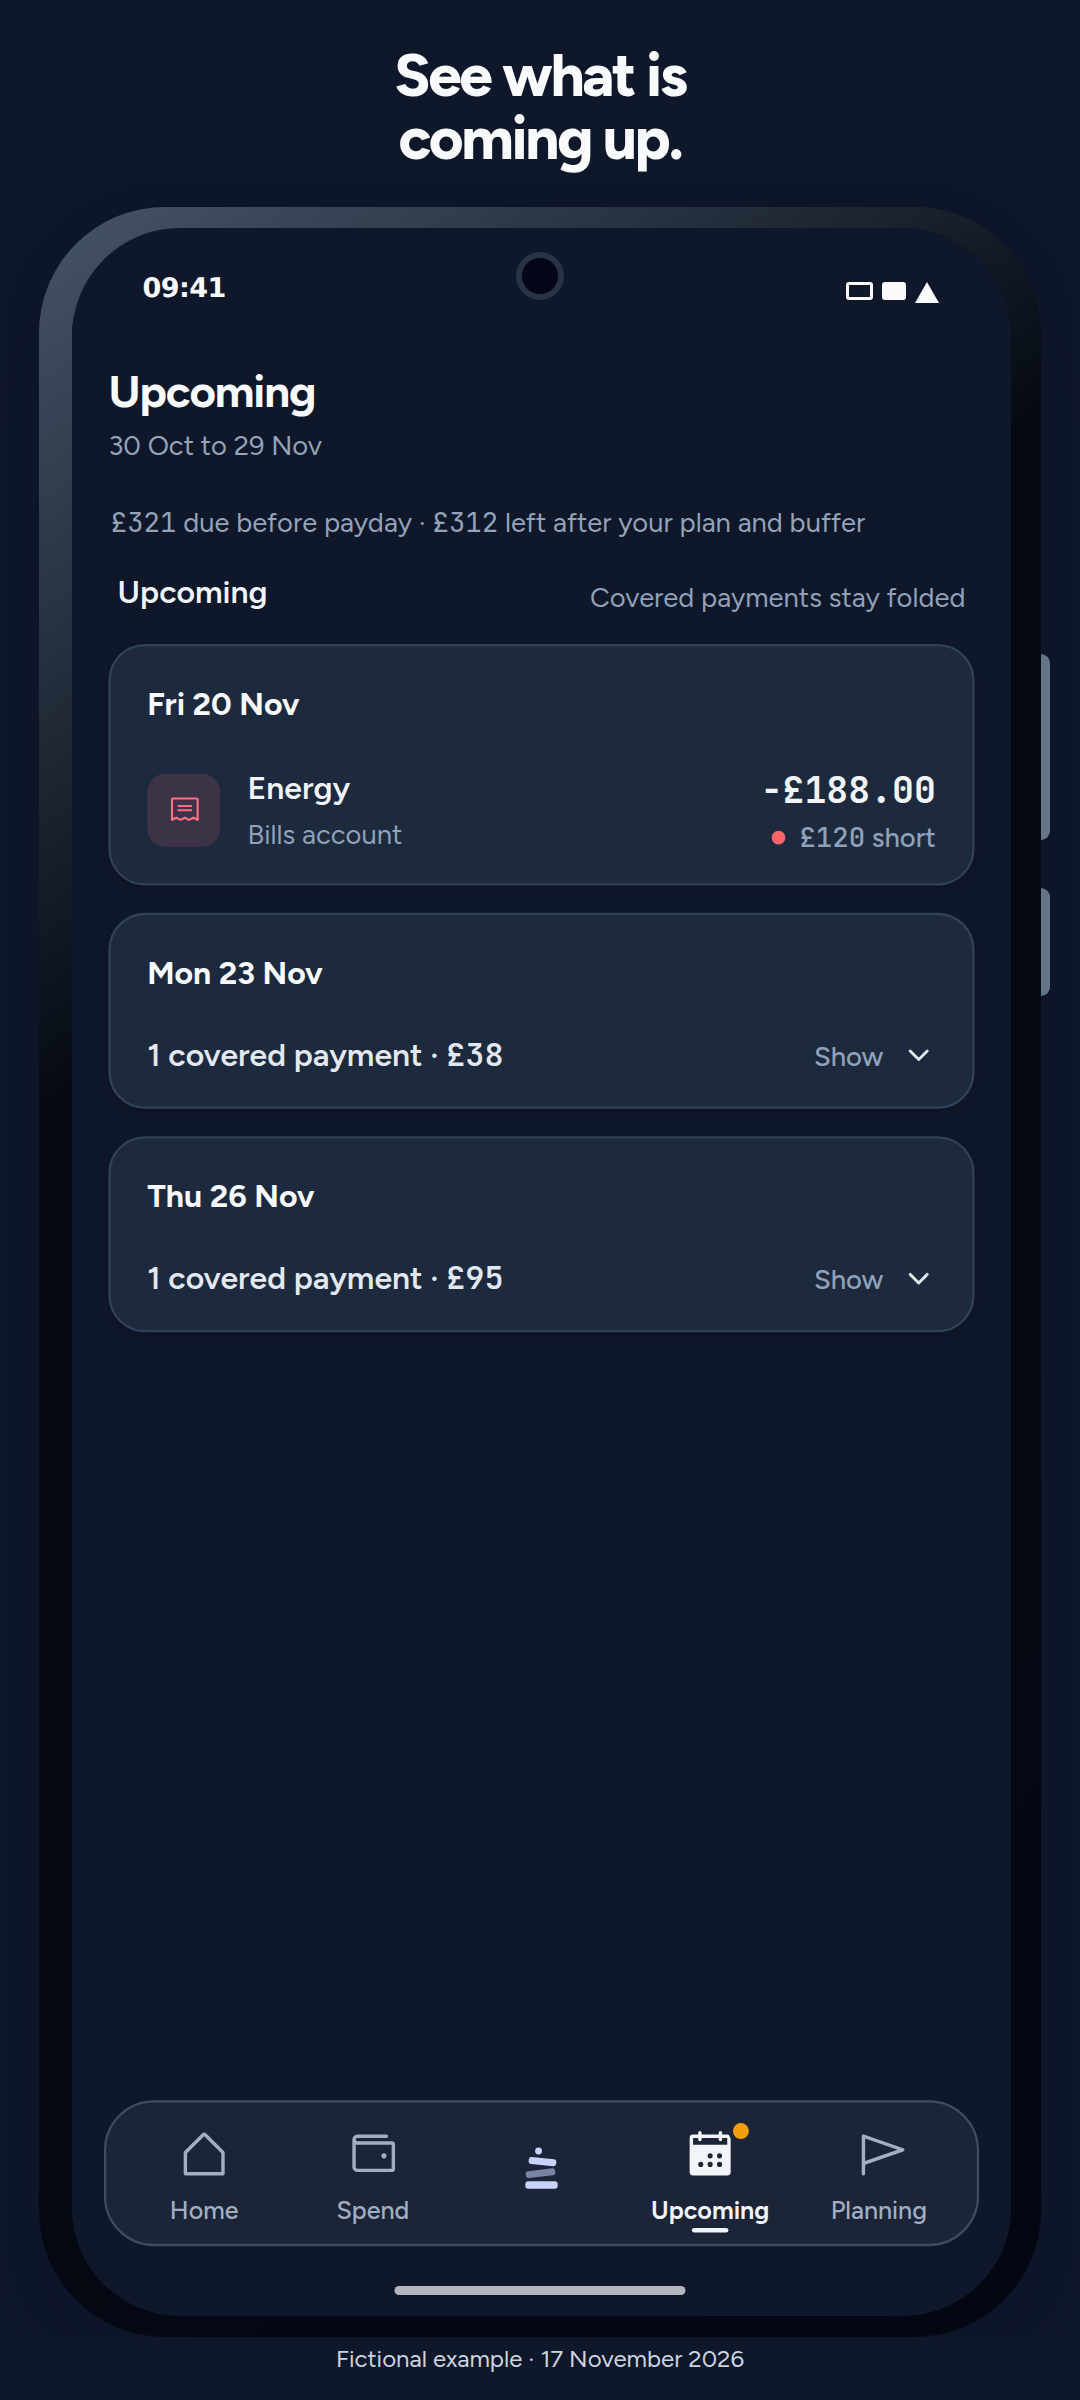 See what is
coming up.
09:41
Upcoming
30 Oct to 29 Nov
£321 due before payday · £312 left after your plan and buffer
Upcoming
Covered payments stay folded
Fri 20 Nov
Energy
-£188.00
Bills account
£120 short
Mon 23 Nov
1 covered payment · £38
Show
Thu 26 Nov
1 covered payment · £95
Show
Home
Spend
Upcoming
Planning
Fictional example · 17 November 2026